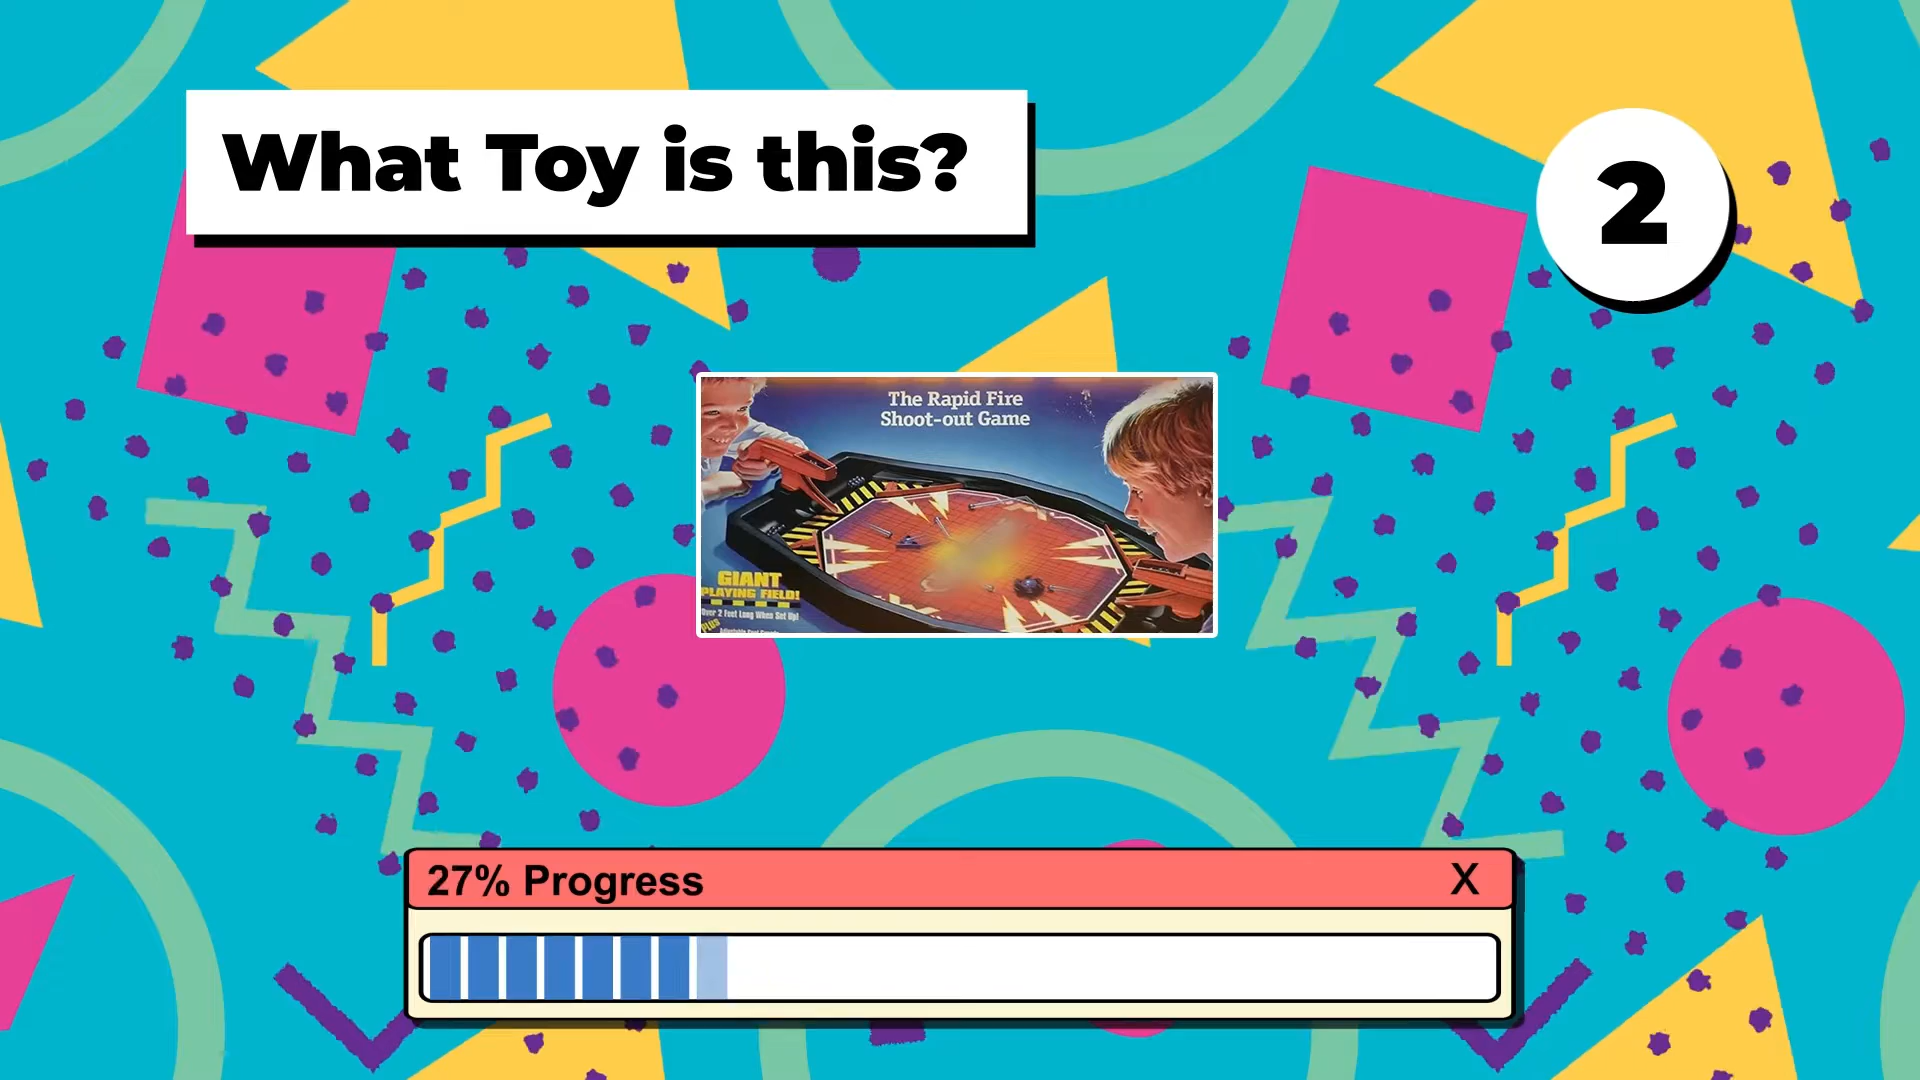 What Toy is this?
2
The Rapid Fire
Shoot-out Game
GIANT
PLAYING FIELD!
Over 2 Feet Long When Set Up!
PLUS
27% Progress
X